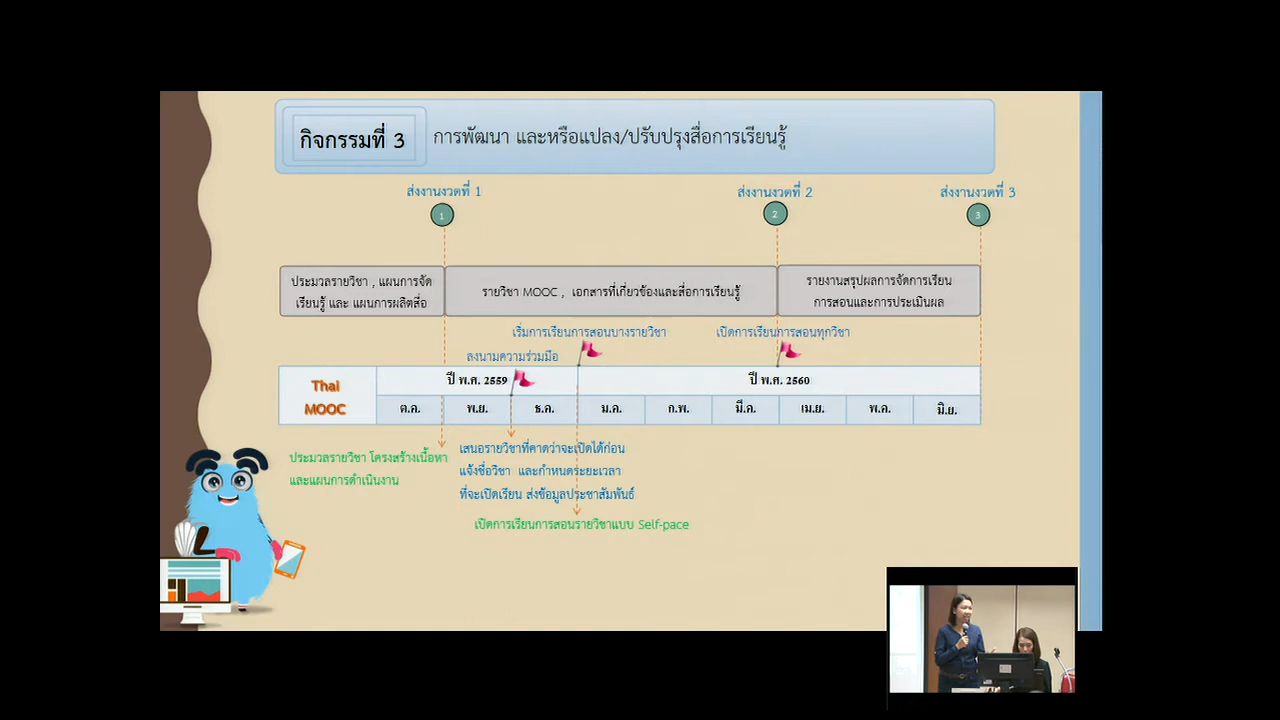 กิจกรรมที่ 3
การพัฒนา และหรือแปลง/ปรับปรุงสื่อการเรียนรู้
ส่งงานงวดที่ 1
ส่งงานงวดที่ 2
ส่งงานงวดที่ 3
1
2
3
ประมวลรายวิชา , แผนการจัด
เรียนรู้ และ แผนการผลิตสื่อ
รายวิชา MOOC , เอกสารที่เกี่ยวข้องและสื่อการเรียนรู้
รายงานสรุปผลการจัดการเรียน
การสอนและการประเมินผล
เริ่มการเรียนการสอนบางรายวิชา
เปิดการเรียนการสอนทุกวิชา
ลงนามความร่วมมือ
Thai
MOOC
ปี พ.ศ. 2559
ปี พ.ศ. 2560
ต.ค.
พ.ย.
ธ.ค.
ม.ค.
ก.พ.
มี.ค.
เม.ย.
พ.ค.
มิ.ย.
ประมวลรายวิชา โครงสร้างเนื้อหา
และแผนการดำเนินงาน
เสนอรายวิชาที่คาดว่าจะเปิดได้ก่อน
แจ้งชื่อวิชา และกำหนดระยะเวลา
ที่จะเปิดเรียน ส่งข้อมูลประชาสัมพันธ์
เปิดการเรียนการสอนรายวิชาแบบ Self-pace